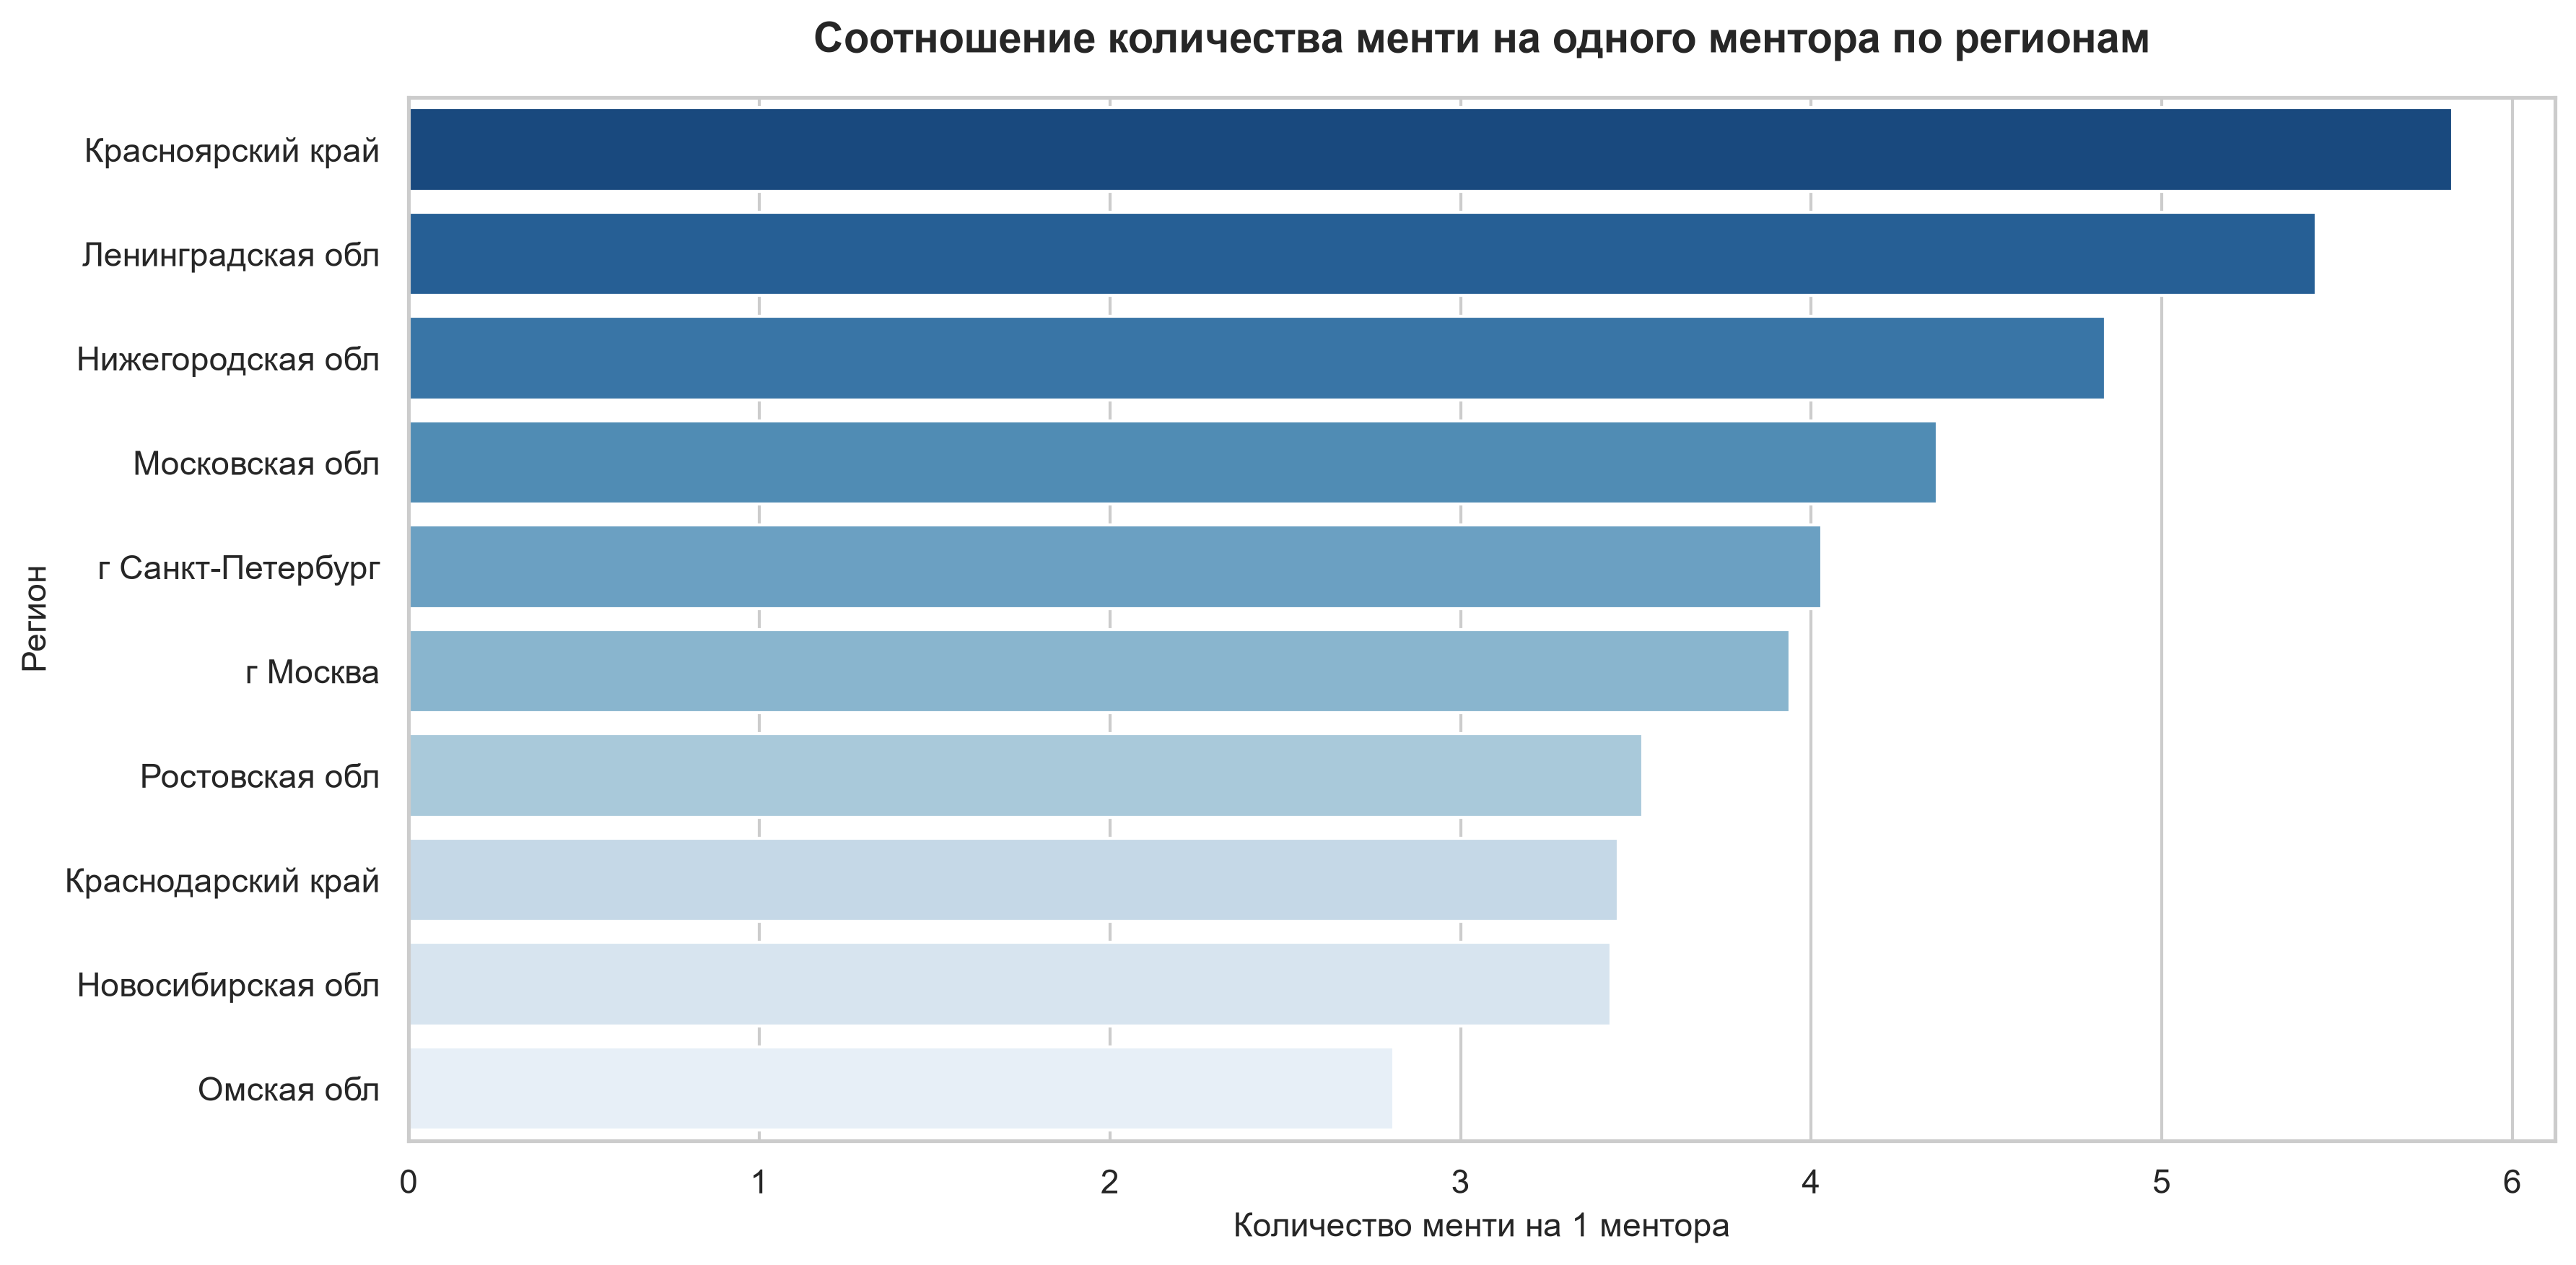 Соотношение количества менти на одного ментора по регионам
Регион
Красноярский край
Ленинградская обл
Нижегородская обл
Московская обл
г Санкт-Петербург
г Москва
Ростовская обл
Краснодарский край
Новосибирская обл
Омская обл
0 1 2 3 4 5 6
Количество менти на 1 ментора